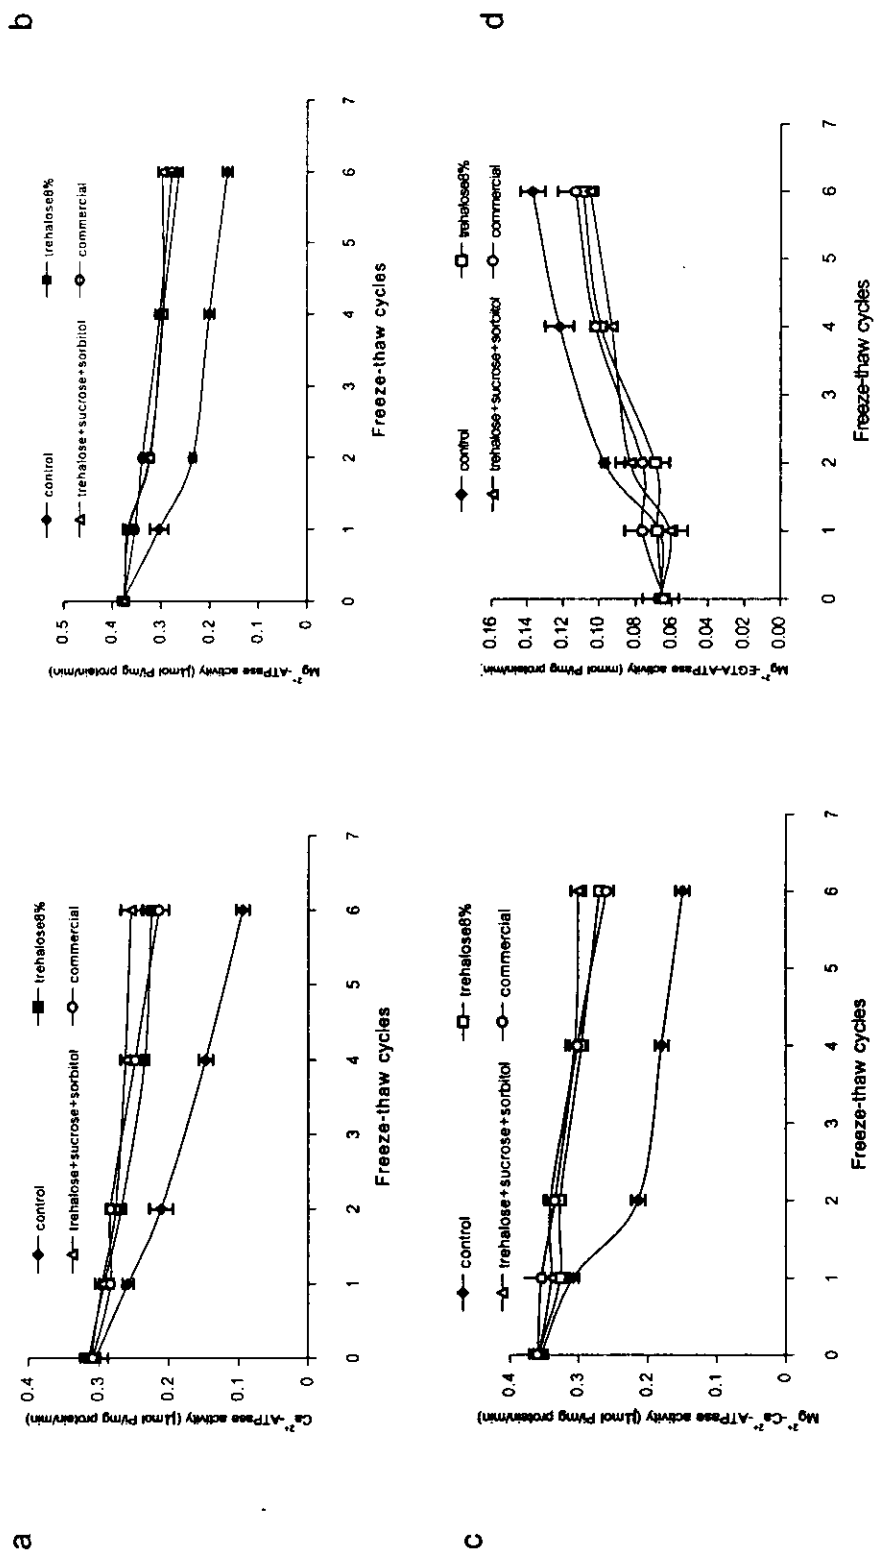 a
Ca²⁺-ATPase activity (µmol Pi/mg protein/min)
control
trehalose8%
trehalose+sucrose+sorbitol
commercial
0.4
0.3
0.2
0.1
0
0 1 2 3 4 5 6 7
Freeze-thaw cycles
b
Mg²⁺-ATPase activity (µmol Pi/mg protein/min)
control
trehalose8%
trehalose+sucrose+sorbitol
commercial
0.5
0.4
0.3
0.2
0.1
0
0 1 2 3 4 5 6 7
Freeze-thaw cycles
c
Mg²⁺-Ca²⁺-ATPase activity (µmol Pi/mg protein/min)
control
trehalose8%
trehalose+sucrose+sorbitol
commercial
0.4
0.3
0.2
0.1
0
0 1 2 3 4 5 6 7
Freeze-thaw cycles
d
Mg²⁺-EGTA-ATPase activity (mmol Pi/mg protein/min)
control
trehalose8%
trehalose+sucrose+sorbitol
commercial
0.16
0.14
0.12
0.10
0.08
0.06
0.04
0.02
0.00
0 1 2 3 4 5 6 7
Freeze-thaw cycles